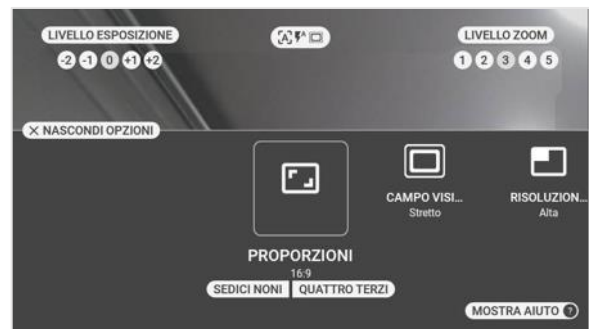 LIVELLO ESPOSIZIONE
LIVELLO ZOOM
-2 -1 0 +1 +2
1 2 3 4 5
X NASCONDI OPZIONI
CAMPO VISI...
RISOLUZION...
Stretto
Alta
PROPORZIONI
16:9
SEDICI NONI
QUATTRO TERZI
MOSTRA AIUTO ?